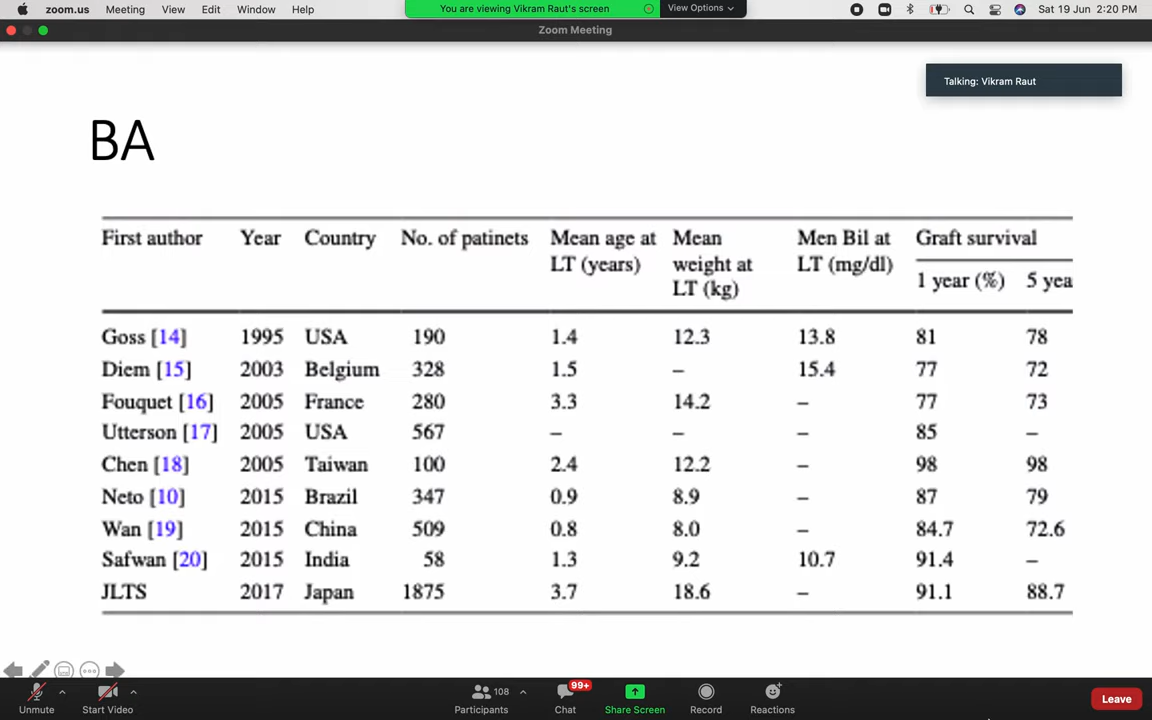 zoom.us Meeting View Edit Window Help You are viewing Vikram Raut's screen View Options Sat 19 Jun 2:20 PM
Zoom Meeting
Talking: Vikram Raut
BA
First author Year Country No. of patinets Mean age at LT (years) Mean weight at LT (kg) Men Bil at LT (mg/dl) Graft survival
1 year (%) 5 yea
Goss [14] 1995 USA 190 1.4 12.3 13.8 81 78
Diem [15] 2003 Belgium 328 1.5 – 15.4 77 72
Fouquet [16] 2005 France 280 3.3 14.2 – 77 73
Utterson [17] 2005 USA 567 – – – 85 –
Chen [18] 2005 Taiwan 100 2.4 12.2 – 98 98
Neto [10] 2015 Brazil 347 0.9 8.9 – 87 79
Wan [19] 2015 China 509 0.8 8.0 – 84.7 72.6
Safwan [20] 2015 India 58 1.3 9.2 10.7 91.4 –
JLTS 2017 Japan 1875 3.7 18.6 – 91.1 88.7
108 99+
Unmute Start Video Participants Chat Share Screen Record Reactions Leave